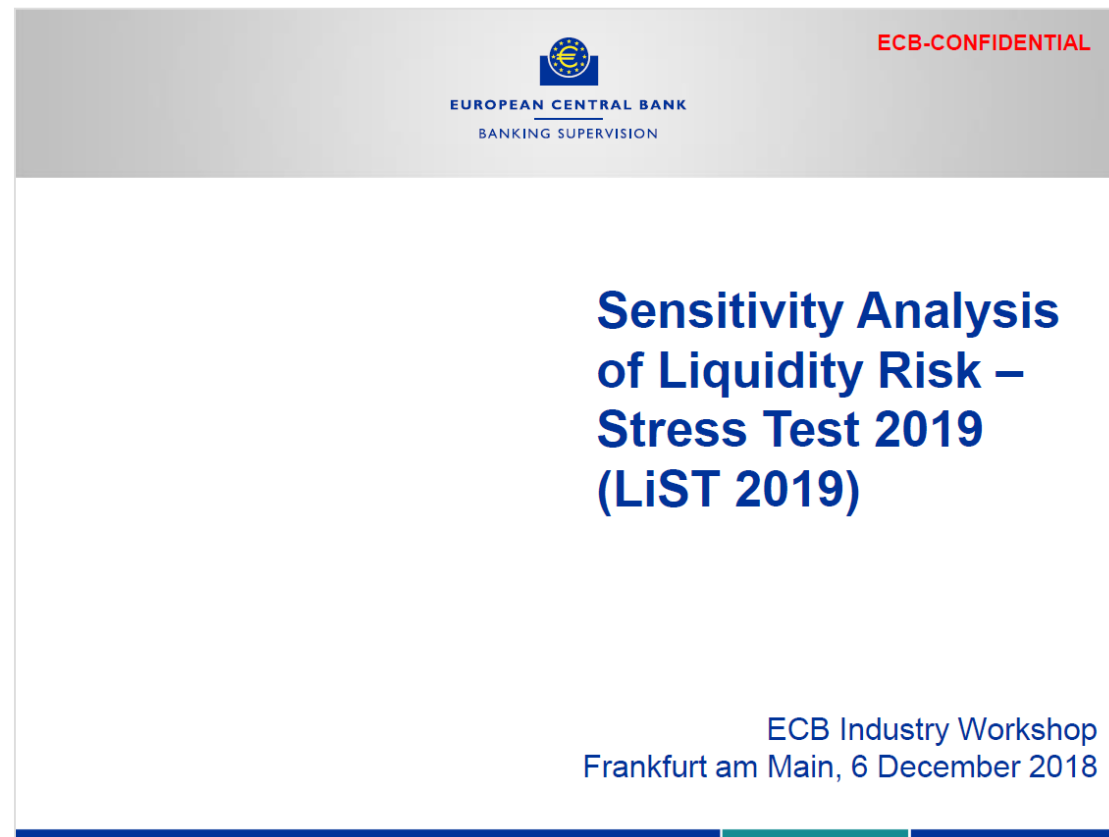 ECB-CONFIDENTIAL
€
EUROPEAN CENTRAL BANK
BANKING SUPERVISION
Sensitivity Analysis
of Liquidity Risk –
Stress Test 2019
(LiST 2019)
ECB Industry Workshop
Frankfurt am Main, 6 December 2018